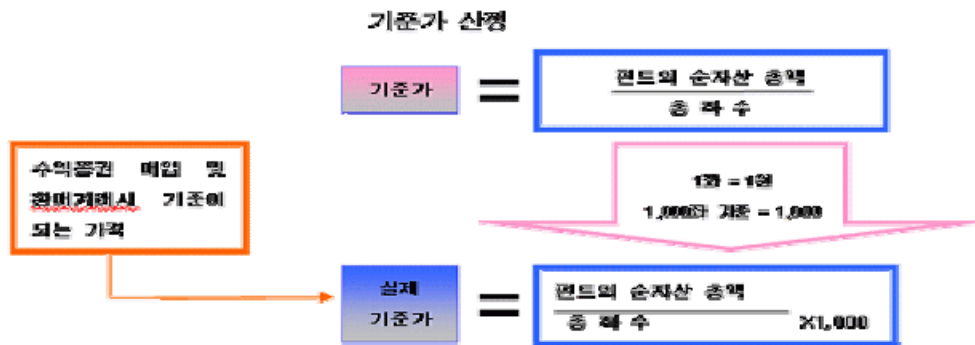 기준가 산정
기준가 = 펀드의 순자산 총액
총 좌 수
수익증권 매입 및
환매거래시 기준이
되는 가격
1좌 = 1원
1,000좌 기준 = 1,000
실제
기준가 = 펀드의 순자산 총액
총 좌 수 X1,000